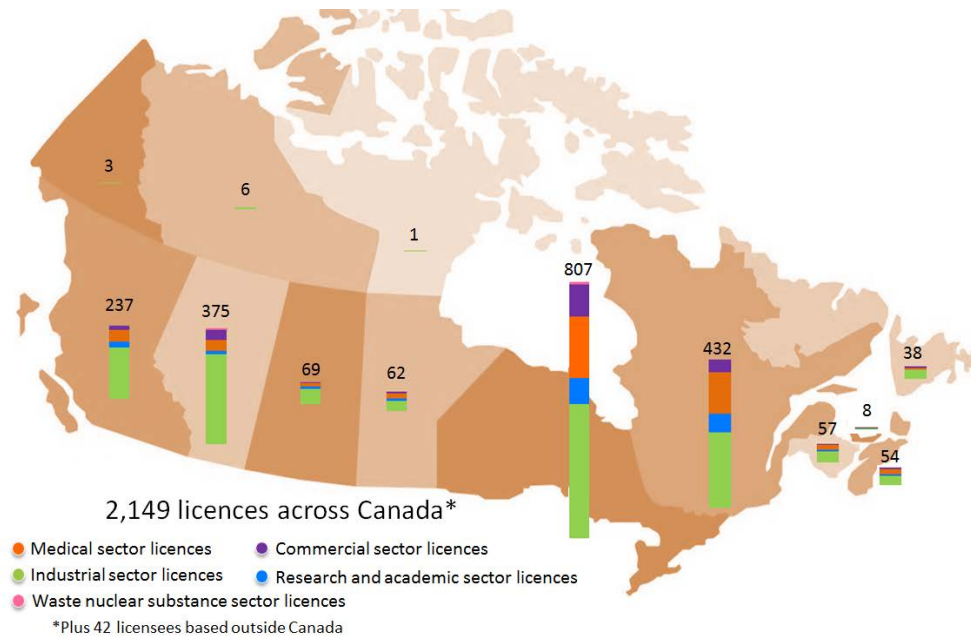 3
6
1
807
237
375
432
69
62
38
8
57
54
2,149 licences across Canada*
Medical sector licences
Commercial sector licences
Industrial sector licences
Research and academic sector licences
Waste nuclear substance sector licences
*Plus 42 licensees based outside Canada